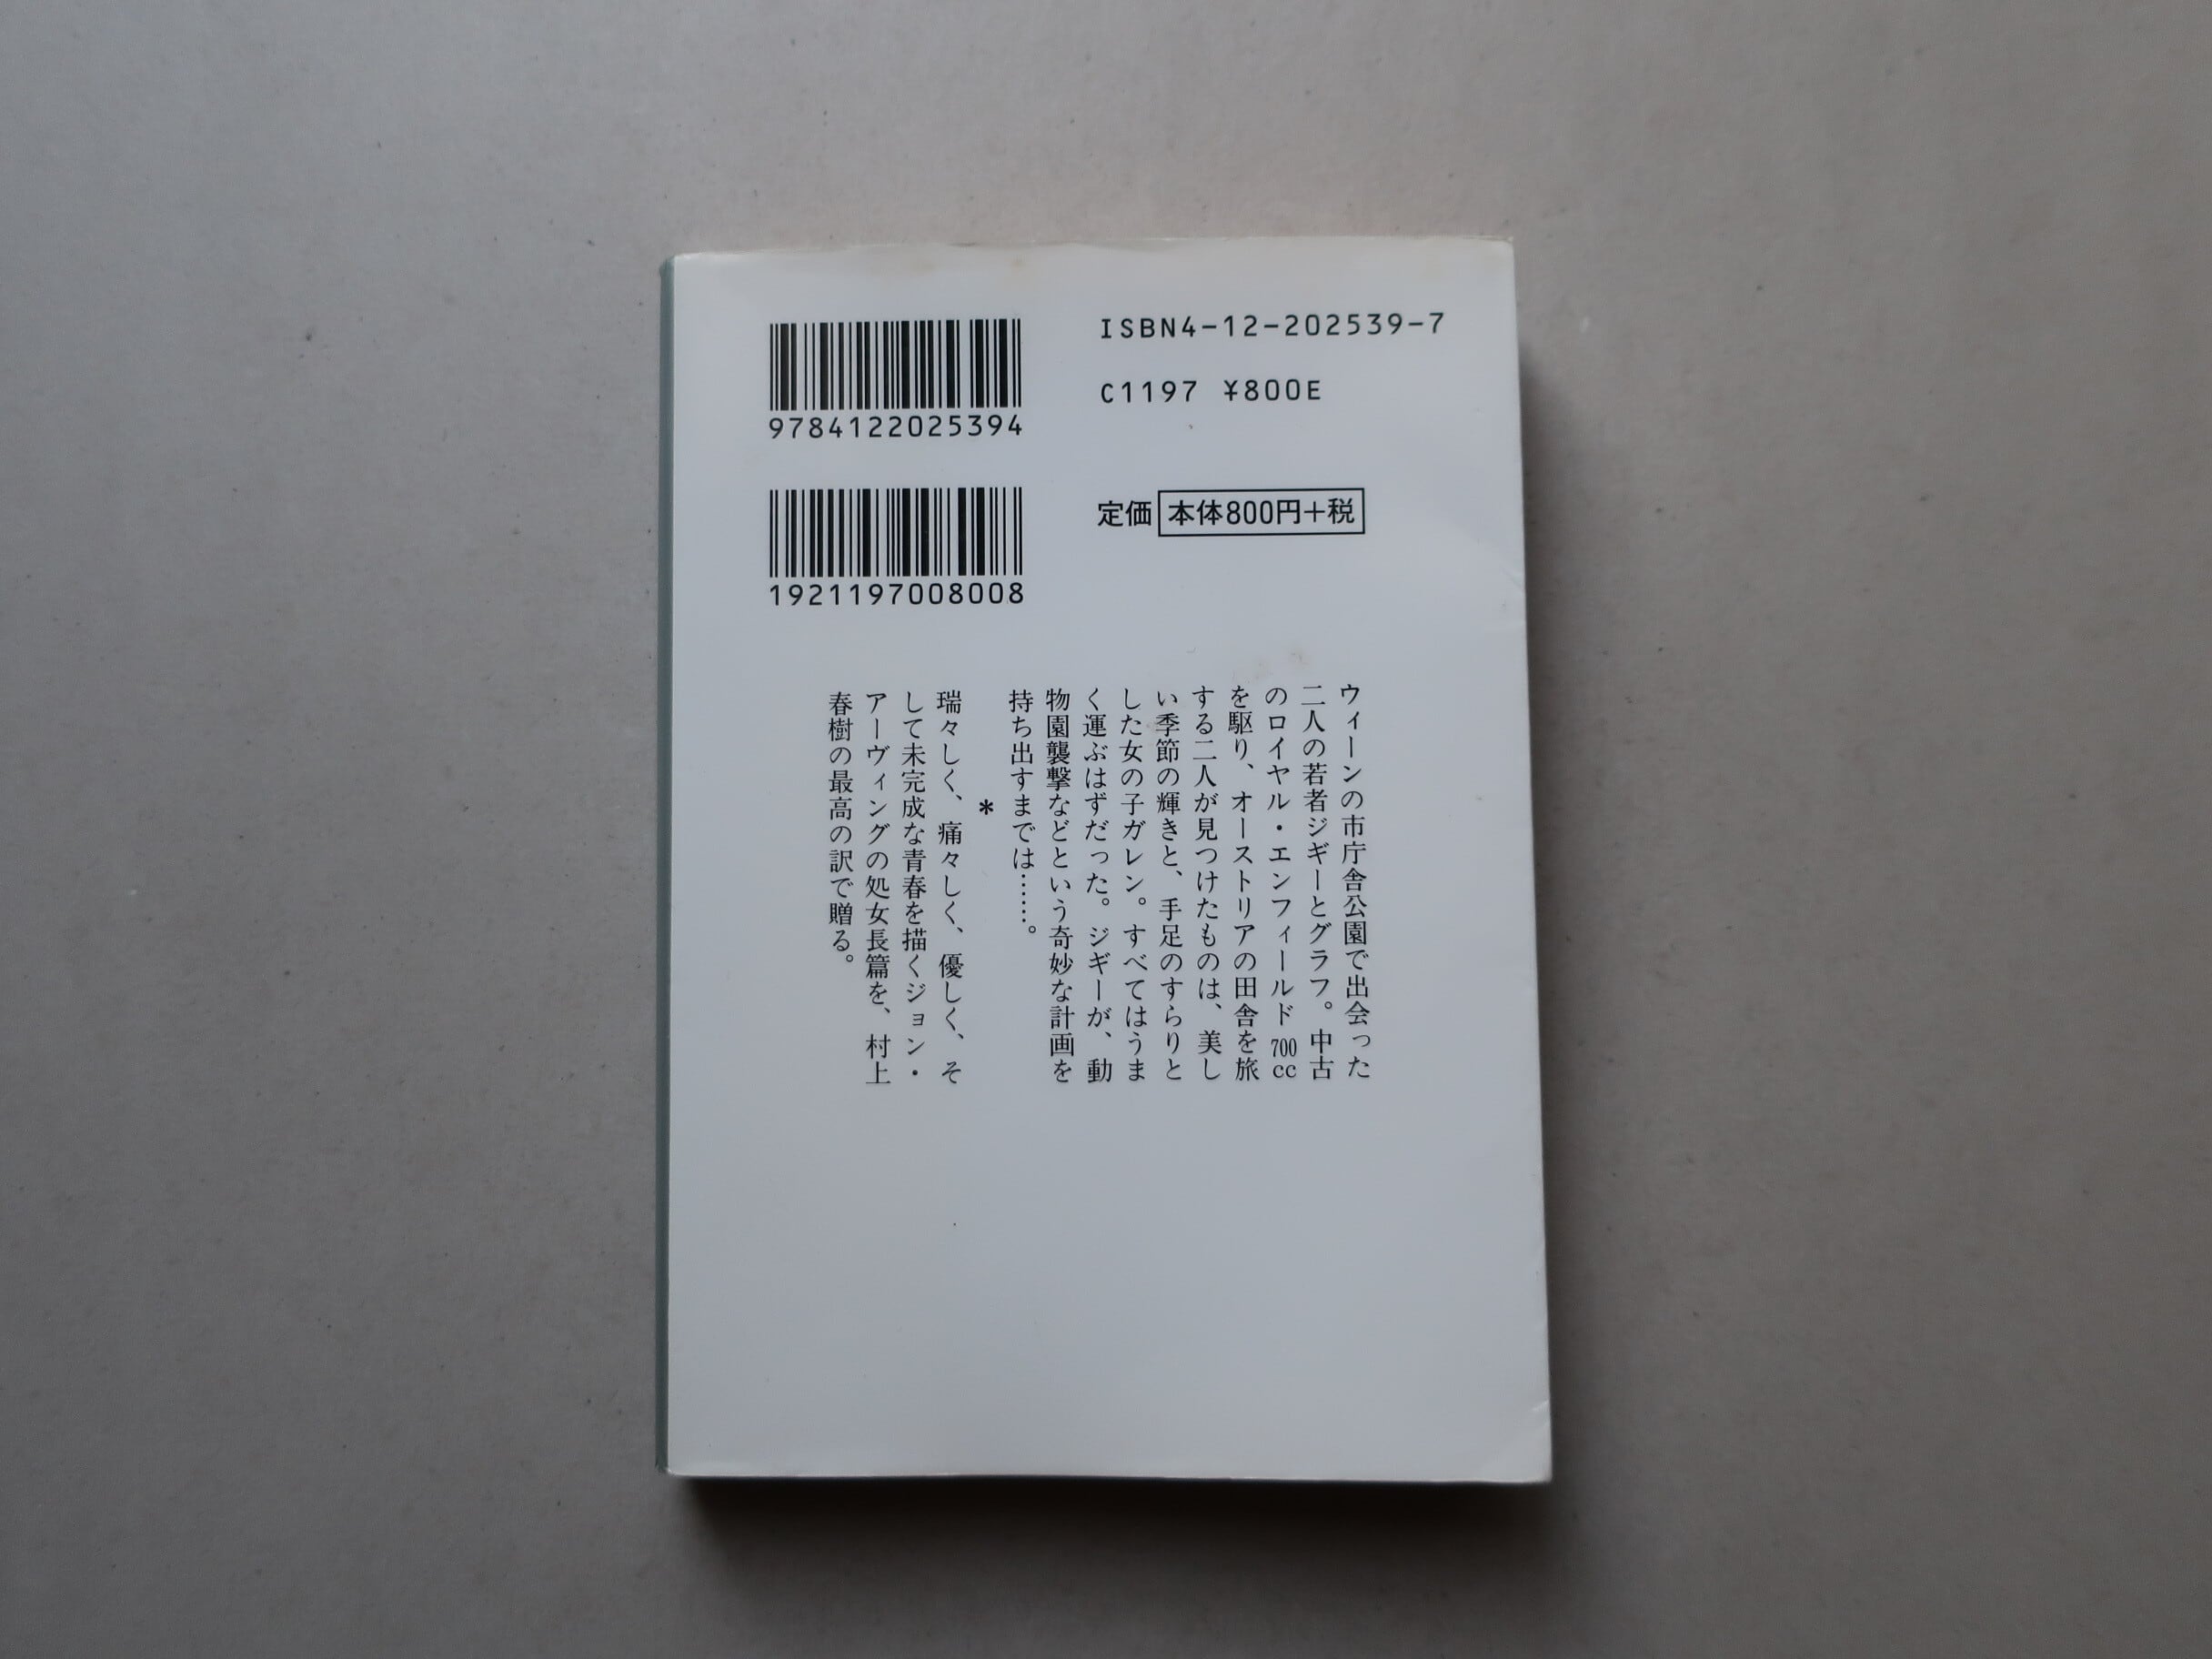 ISBN4-12-202539-7
C1197 ¥800E
9784122025394
定価 本体800円+税
1921197008008
ウィーンの市庁舎公園で出会った
二人の若者ジギーとグラフ。中古
のロイヤル・エンフィールド700cc
を駆り、オーストリアの田舎を旅
する二人が見つけたものは、美し
い季節の輝きと、手足のすらりと
した女の子ガレン。すべてはうま
く運ぶはずだった。ジギーが、動
物園襲撃などという奇妙な計画を
持ち出すまでは……。
*
瑞々しく、痛々しく、優しく、そ
して未完成な青春を描くジョン・
アーヴィングの処女長篇を、村上
春樹の最高の訳で贈る。